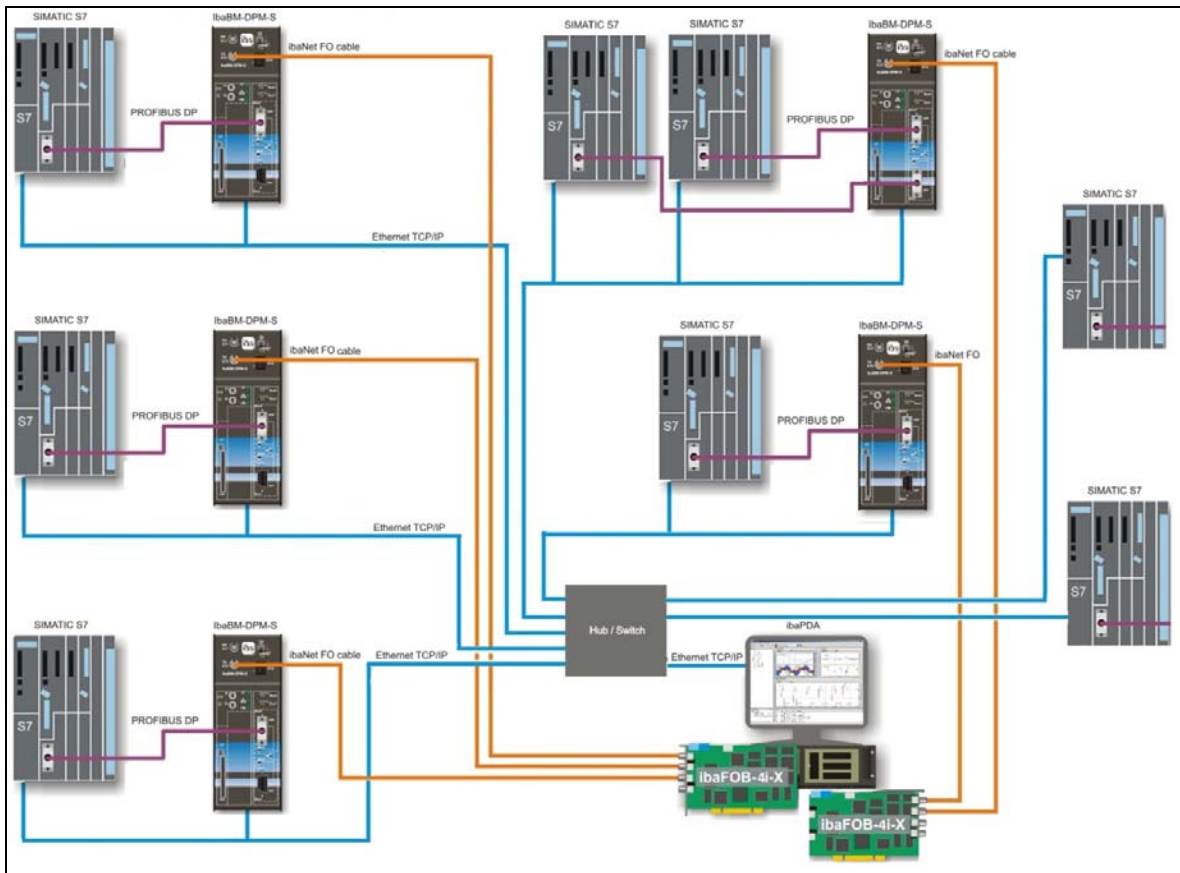 SIMATIC S7
IbaBM-DPM-S
ibaNet FO cable
PROFIBUS DP
S7
Ethernet TCP/IP
SIMATIC S7
SIMATIC S7
IbaBM-DPM-S
ibaNet FO cable
PROFIBUS DP
S7
S7
SIMATIC S7
S7
SIMATIC S7
IbaBM-DPM-S
ibaNet FO cable
PROFIBUS DP
S7
Ethernet TCP/IP
SIMATIC S7
IbaBM-DPM-S
ibaNet FO
PROFIBUS DP
S7
SIMATIC S7
S7
SIMATIC S7
IbaBM-DPM-S
ibaNet FO cable
PROFIBUS DP
S7
Ethernet TCP/IP
Hub / Switch
Ethernet TCP/IP
ibaPDA
ibaFOB-4i-X
ibaFOB-4i-X